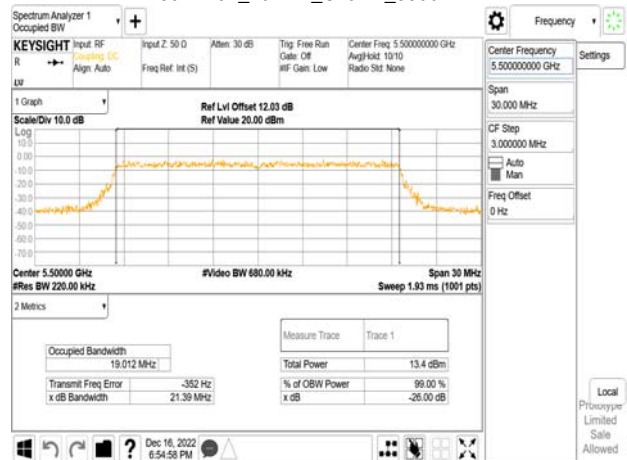 Spectrum Analyzer 1
Occupied BW
Frequency
KEYSIGHT
R
Input: RF
Coupling: DC
Align: Auto
Input Z: 50 Ω
Freq Ref: Int (S)
Atten: 30 dB
Trig: Free Run
Gate: Off
#IF Gain: Low
Center Freq: 5.500000000 GHz
Avg|Hold: 10/10
Radio Std: None
Center Frequency
5.500000000 GHz
Settings
Span
30.000 MHz
CF Step
3.000000 MHz
Auto
Man
Freq Offset
0 Hz
1 Graph
Scale/Div 10.0 dB
Ref Lvl Offset 12.03 dB
Ref Value 20.00 dBm
Log
10.0
0.00
-10.0
-20.0
-30.0
-40.0
-50.0
-60.0
-70.0
Center 5.50000 GHz
#Res BW 220.00 kHz
#Video BW 680.00 kHz
Span 30 MHz
Sweep 1.93 ms (1001 pts)
2 Metrics
Measure Trace
Trace 1
Occupied Bandwidth
19.012 MHz
Total Power
13.4 dBm
Transmit Freq Error
-352 Hz
% of OBW Power
99.00 %
x dB Bandwidth
21.39 MHz
x dB
-26.00 dB
Local
Prototype
Limited
Sale
Allowed
?
Dec 16, 2022
6:54:58 PM